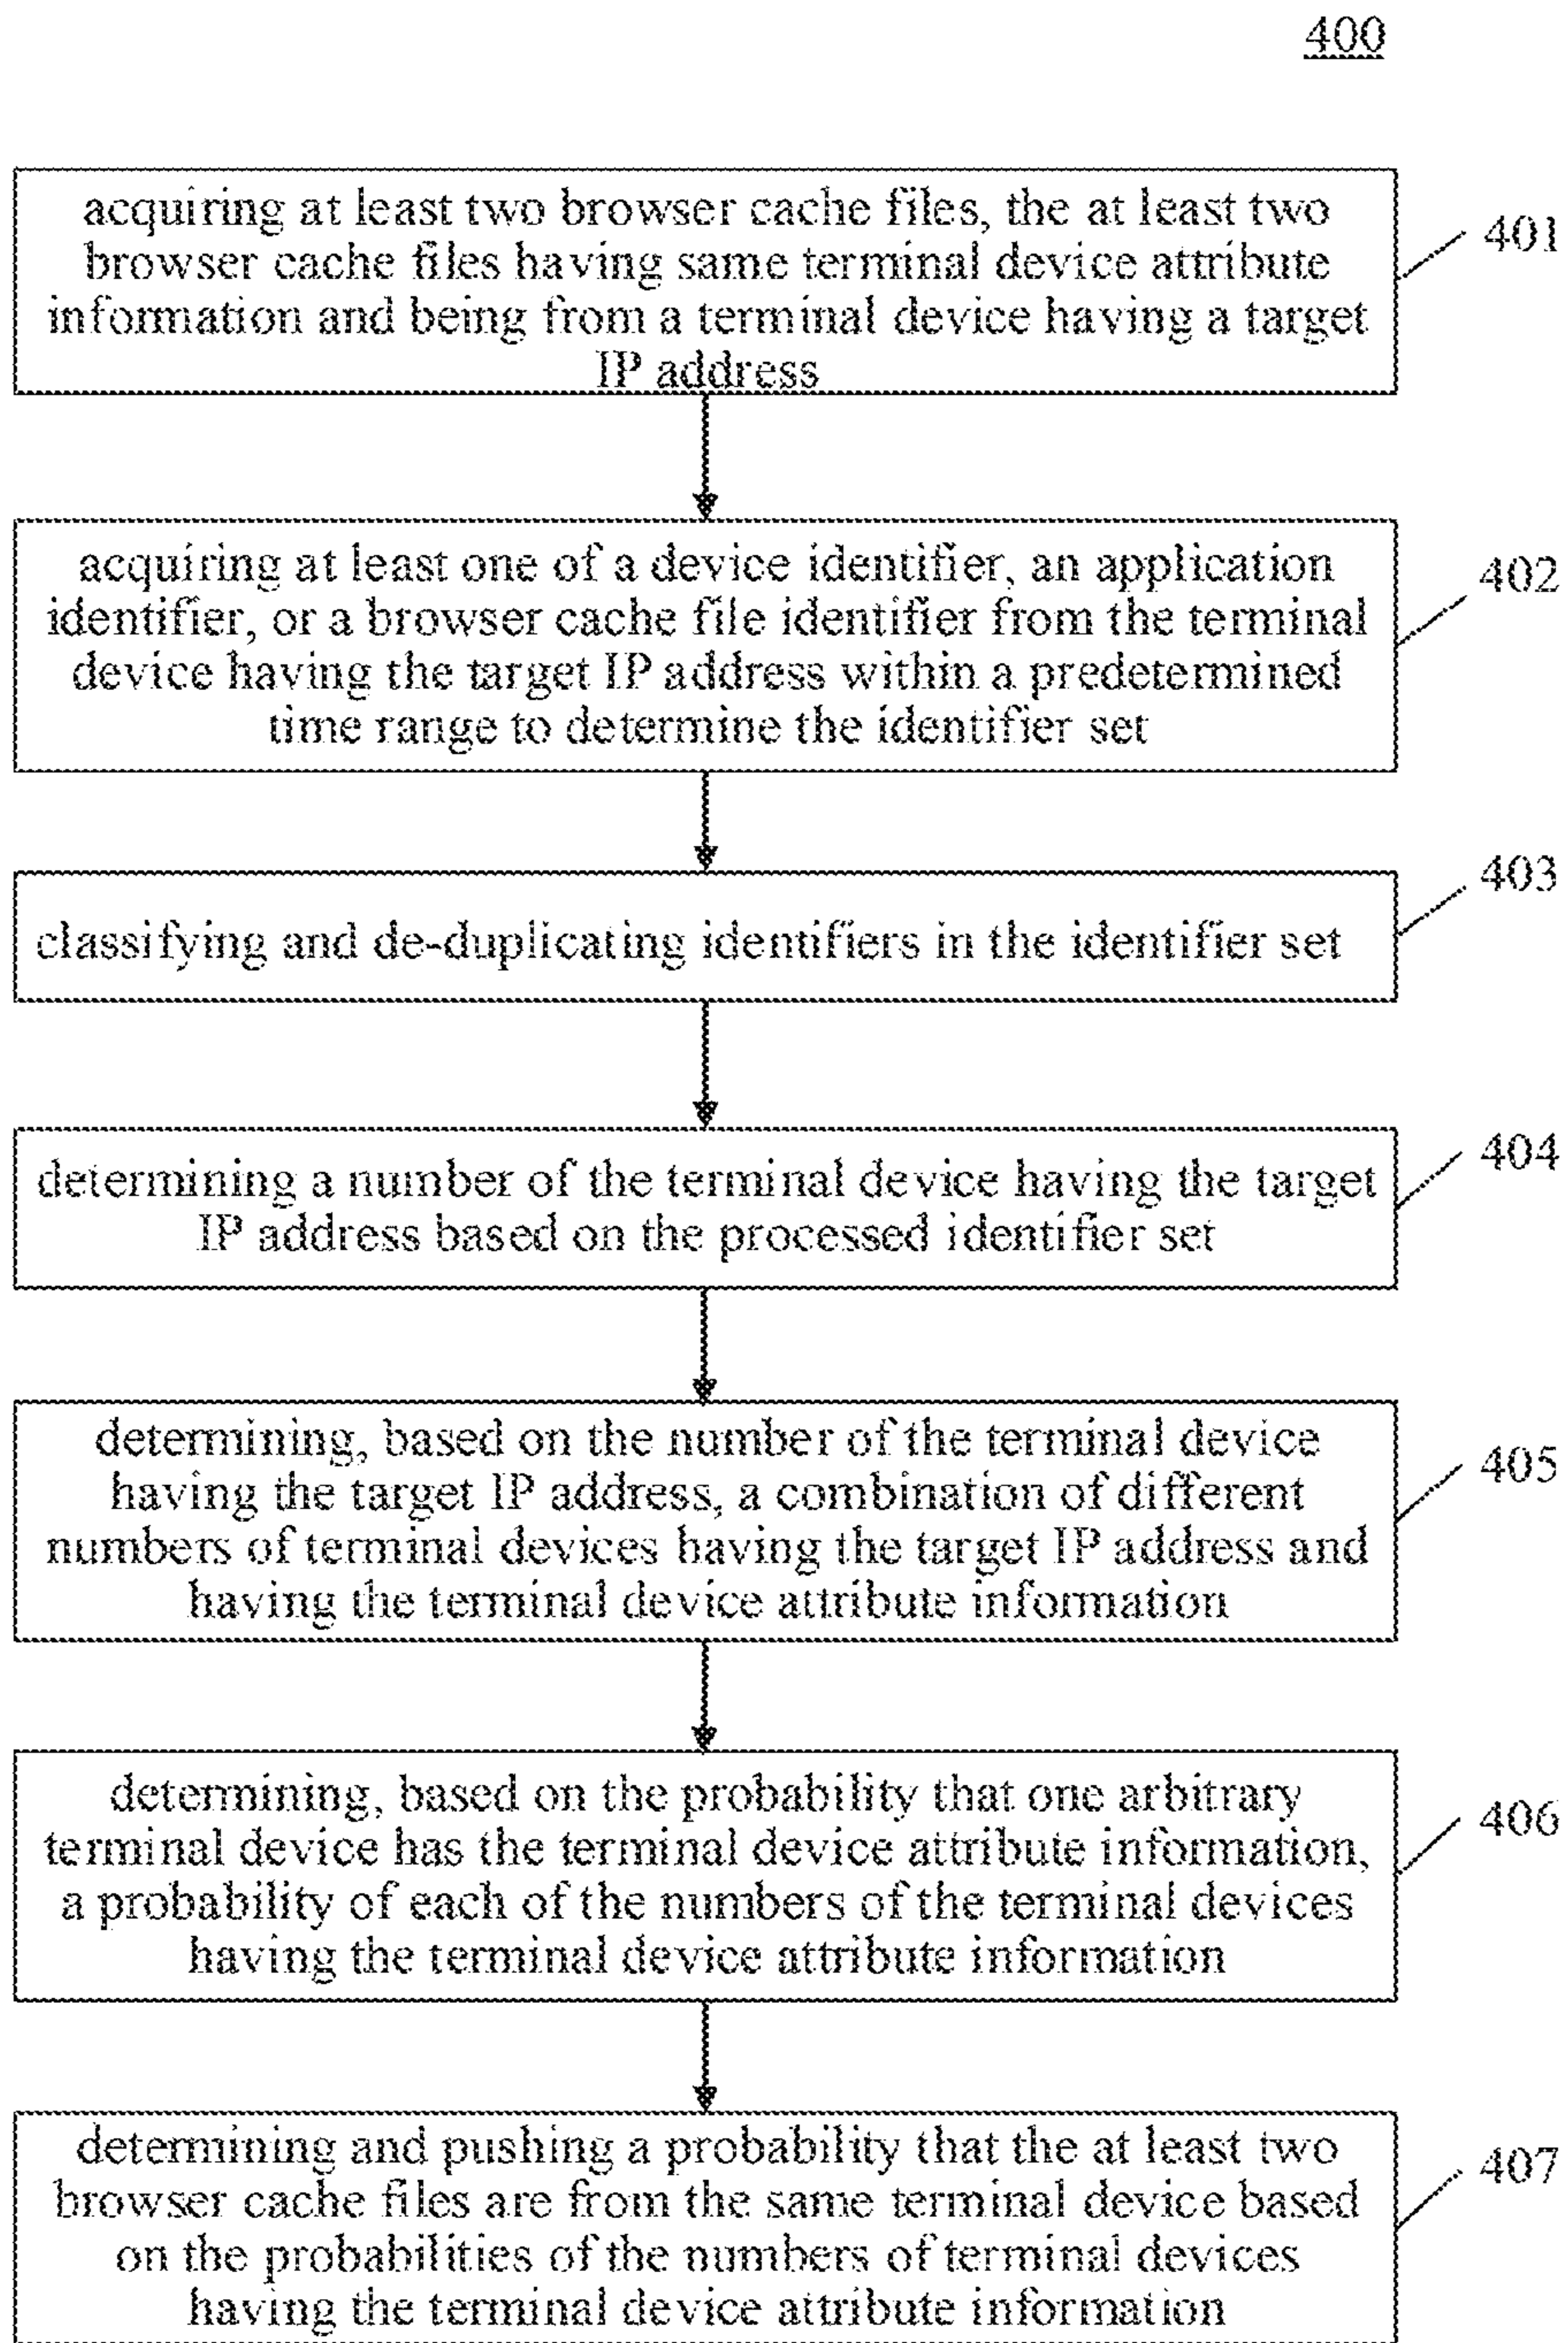 400
acquiring at least two browser cache files, the at least two
browser cache files having same terminal device attribute
information and being from a terminal device having a target
IP address
401
acquiring at least one of a device identifier, an application
identifier, or a browser cache file identifier from the terminal
device having the target IP address within a predetermined
time range to determine the identifier set
402
classifying and de-duplicating identifiers in the identifier set
403
determining a number of the terminal device having the target
IP address based on the processed identifier set
404
determining, based on the number of the terminal device
having the target IP address, a combination of different
numbers of terminal devices having the target IP address and
having the terminal device attribute information
405
determining, based on the probability that one arbitrary
terminal device has the terminal device attribute information,
a probability of each of the numbers of the terminal devices
having the terminal device attribute information
406
determining and pushing a probability that the at least two
browser cache files are from the same terminal device based
on the probabilities of the numbers of terminal devices
having the terminal device attribute information
407